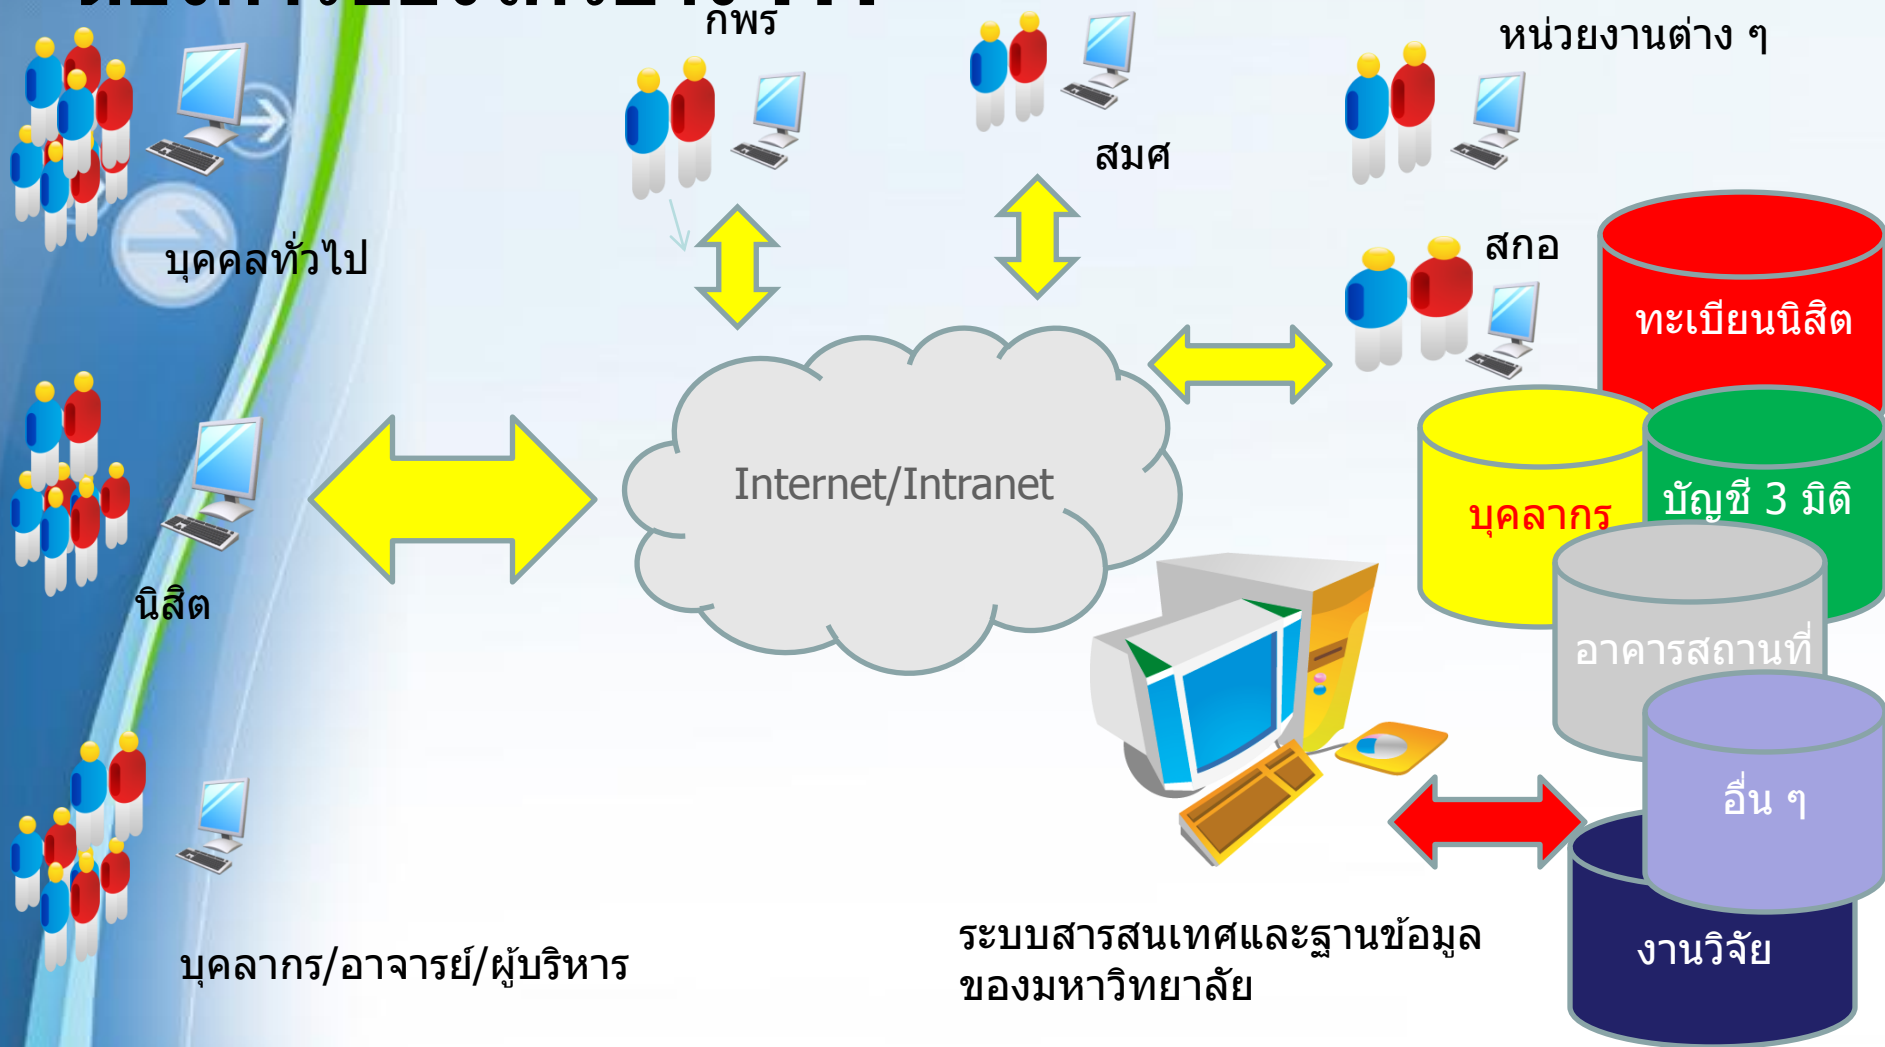 กพร
หน่วยงานต่าง ๆ
สมศ
สกอ
บุคคลทั่วไป
ทะเบียนนิสิต
Internet/Intranet
บุคลากร
บัญชี 3 มิติ
นิสิต
อาคารสถานที่
อื่น ๆ
บุคลากร/อาจารย์/ผู้บริหาร
ระบบสารสนเทศและฐานข้อมูล
ของมหาวิทยาลัย
งานวิจัย